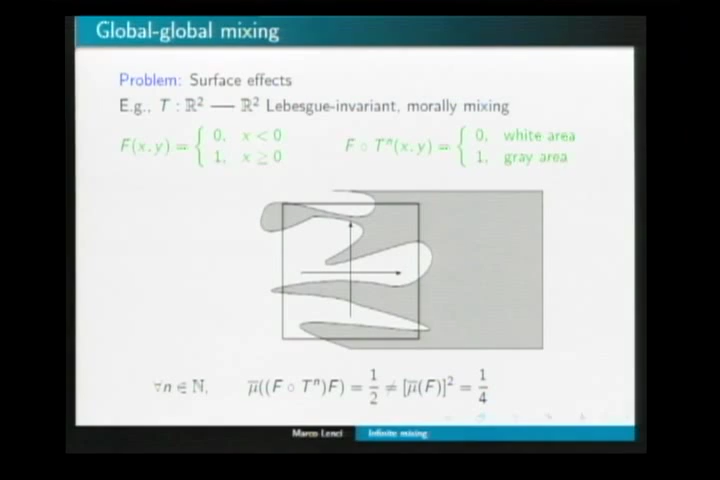 Global-global mixing
Problem: Surface effects
E.g., T : ℝ² → ℝ² Lebesgue-invariant, morally mixing
F(x, y) = { 0, x < 0
1, x ≥ 0
F ∘ Tⁿ(x, y) = { 0, white area
1, gray area
∀n ∈ ℕ, μ̅((F ∘ Tⁿ)F) = 1/2 ≠ [μ̅(F)]² = 1/4
Marco Lenci Infinite mixing